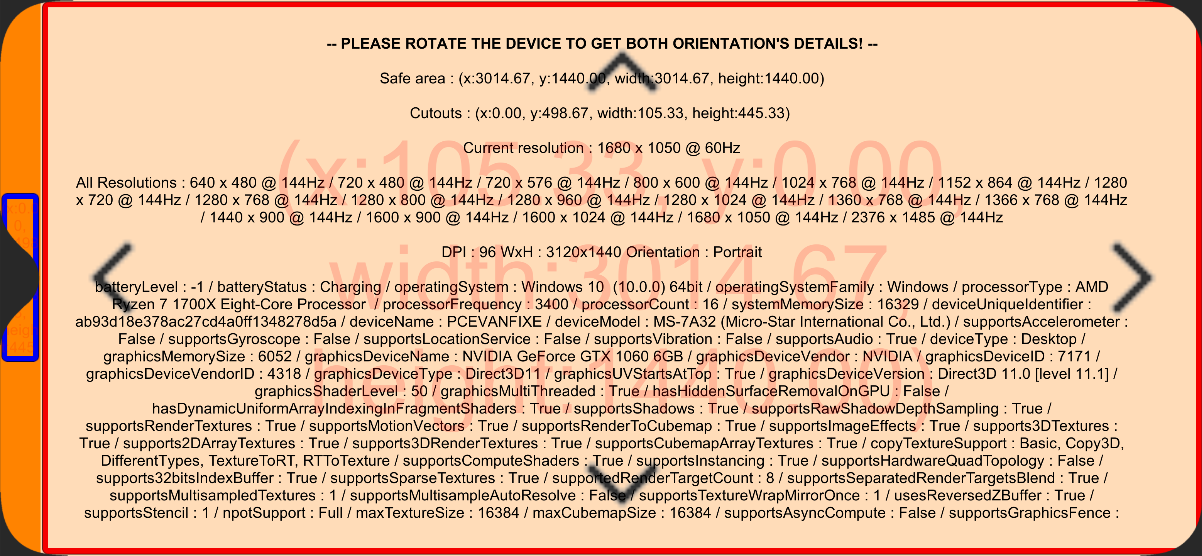 -- PLEASE ROTATE THE DEVICE TO GET BOTH ORIENTATION'S DETAILS! --
Safe area : (x:3014.67, y:1440.00, width:3014.67, height:1440.00)
Cutouts : (x:0.00, y:498.67, width:105.33, height:445.33)
Current resolution : 1680 x 1050 @ 60Hz
All Resolutions : 640 x 480 @ 144Hz / 720 x 480 @ 144Hz / 720 x 576 @ 144Hz / 800 x 600 @ 144Hz / 1024 x 768 @ 144Hz / 1152 x 864 @ 144Hz / 1280
x 720 @ 144Hz / 1280 x 768 @ 144Hz / 1280 x 800 @ 144Hz / 1280 x 960 @ 144Hz / 1280 x 1024 @ 144Hz / 1360 x 768 @ 144Hz / 1366 x 768 @ 144Hz
/ 1440 x 900 @ 144Hz / 1600 x 900 @ 144Hz / 1600 x 1024 @ 144Hz / 1680 x 1050 @ 144Hz / 2376 x 1485 @ 144Hz
DPI : 96 WxH : 3120x1440 Orientation : Portrait
batteryLevel : -1 / batteryStatus : Charging / operatingSystem : Windows 10  (10.0.0) 64bit / operatingSystemFamily : Windows / processorType : AMD
Ryzen 7 1700X Eight-Core Processor / processorFrequency : 3400 / processorCount : 16 / systemMemorySize : 16329 / deviceUniqueIdentifier :
ab93d18e378ac27cd4a0ff1348278d5a / deviceName : PCEVANFIXE / deviceModel : MS-7A32 (Micro-Star International Co., Ltd.) / supportsAccelerometer :
False / supportsGyroscope : False / supportsLocationService : False / supportsVibration : False / supportsAudio : True / deviceType : Desktop /
graphicsMemorySize : 6052 / graphicsDeviceName : NVIDIA GeForce GTX 1060 6GB / graphicsDeviceVendor : NVIDIA / graphicsDeviceID : 7171 /
graphicsDeviceVendorID : 4318 / graphicsDeviceType : Direct3D11 / graphicsUVStartsAtTop : True / graphicsDeviceVersion : Direct3D 11.0 [level 11.1] /
graphicsShaderLevel : 50 / graphicsMultiThreaded : True / hasHiddenSurfaceRemovalOnGPU : False /
hasDynamicUniformArrayIndexingInFragmentShaders : True / supportsShadows : True / supportsRawShadowDepthSampling : True /
supportsRenderTextures : True / supportsMotionVectors : True / supportsRenderToCubemap : True / supportsImageEffects : True / supports3DTextures :
True / supports2DArrayTextures : True / supports3DRenderTextures : True / supportsCubemapArrayTextures : True / copyTextureSupport : Basic, Copy3D,
DifferentTypes, TextureToRT, RTToTexture / supportsComputeShaders : True / supportsInstancing : True / supportsHardwareQuadTopology : False /
supports32bitsIndexBuffer : True / supportsSparseTextures : True / supportedRenderTargetCount : 8 / supportsSeparatedRenderTargetsBlend : True /
supportsMultisampledTextures : 1 / supportsMultisampleAutoResolve : False / supportsTextureWrapMirrorOnce : 1 / usesReversedZBuffer : True /
supportsStencil : 1 / npotSupport : Full / maxTextureSize : 16384 / maxCubemapSize : 16384 / supportsAsyncCompute : False / supportsGraphicsFence :
(x:105.33, y:0.00,
width:3014.67,
height:1440.00)